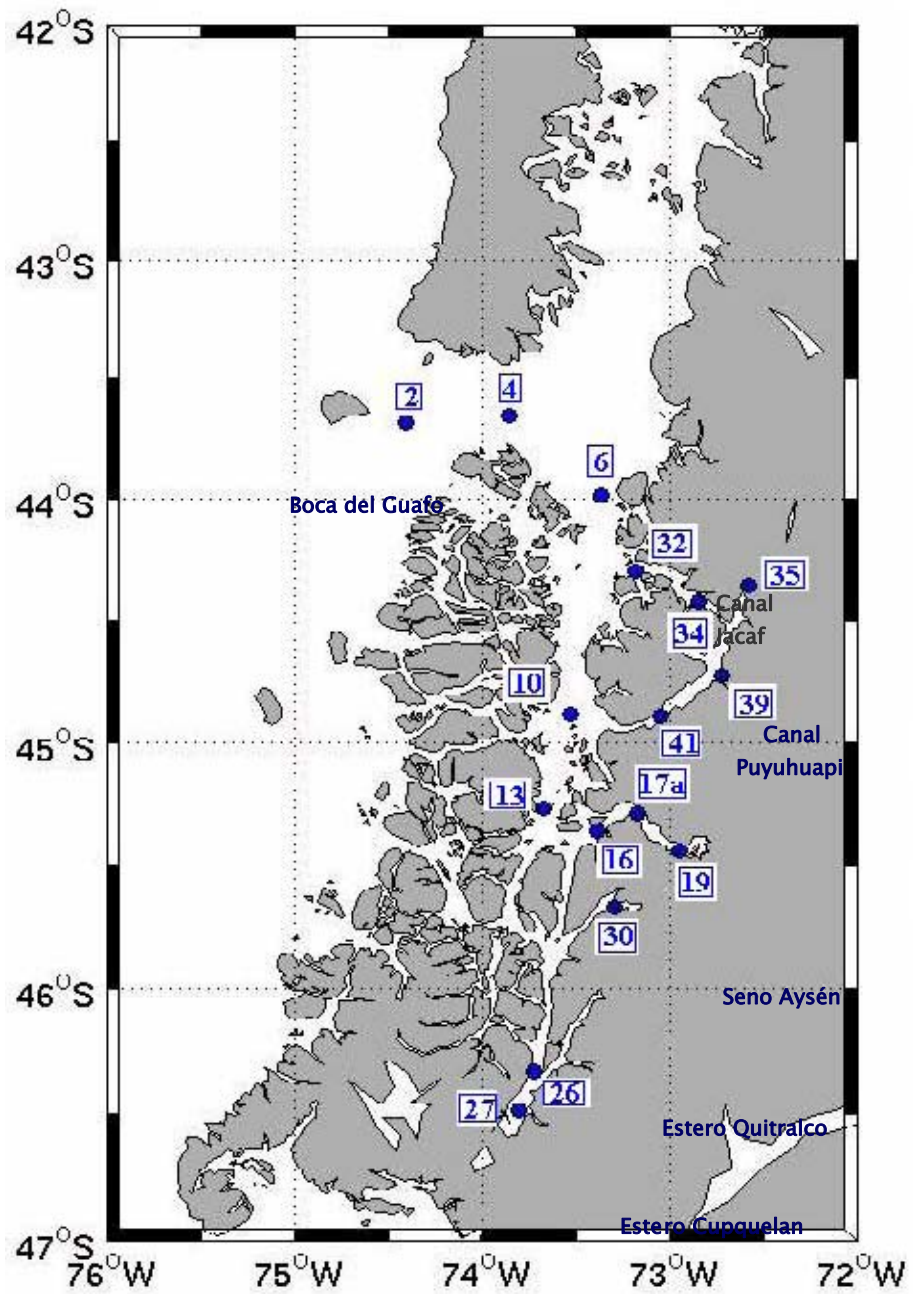 42°S
43°S
2
4
6
44°S
Boca del Guafo
32
35
Canal
34
Jacaf
10
39
41
Canal
45°S
Puyuhuapi
17a
13
16
19
30
46°S
Seno Aysén
26
27
Estero Quitralco
Estero Cupquelan
47°S
76°W
75°W
74°W
73°W
72°W